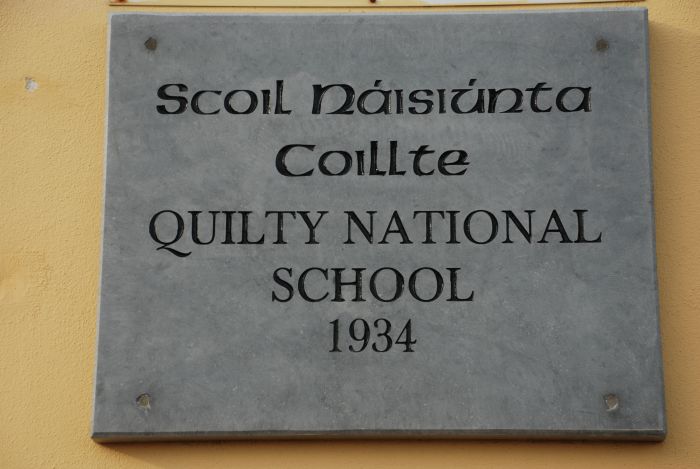 Scoil Náisiúnta
Coillte
QUILTY NATIONAL
SCHOOL
1934